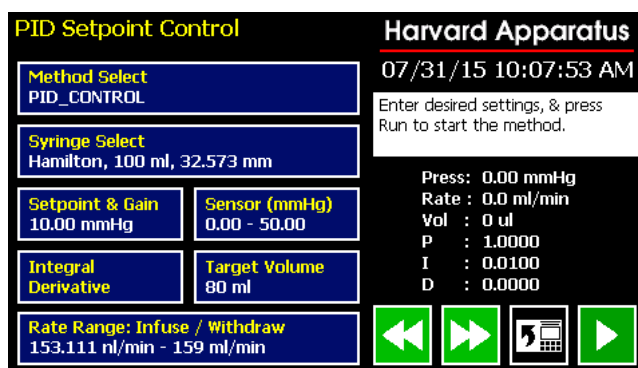 PID Setpoint Control
Method Select
PID_CONTROL
Syringe Select
Hamilton, 100 ml, 32.573 mm
Setpoint & Gain
10.00 mmHg
Sensor (mmHg)
0.00 - 50.00
Integral
Derivative
Target Volume
80 ml
Rate Range: Infuse / Withdraw
153.111 nl/min - 159 ml/min
Harvard Apparatus
07/31/15 10:07:53 AM
Enter desired settings, & press
Run to start the method.
Press: 0.00 mmHg
Rate : 0.0 ml/min
Vol : 0 ul
P : 1.0000
I : 0.0100
D : 0.0000